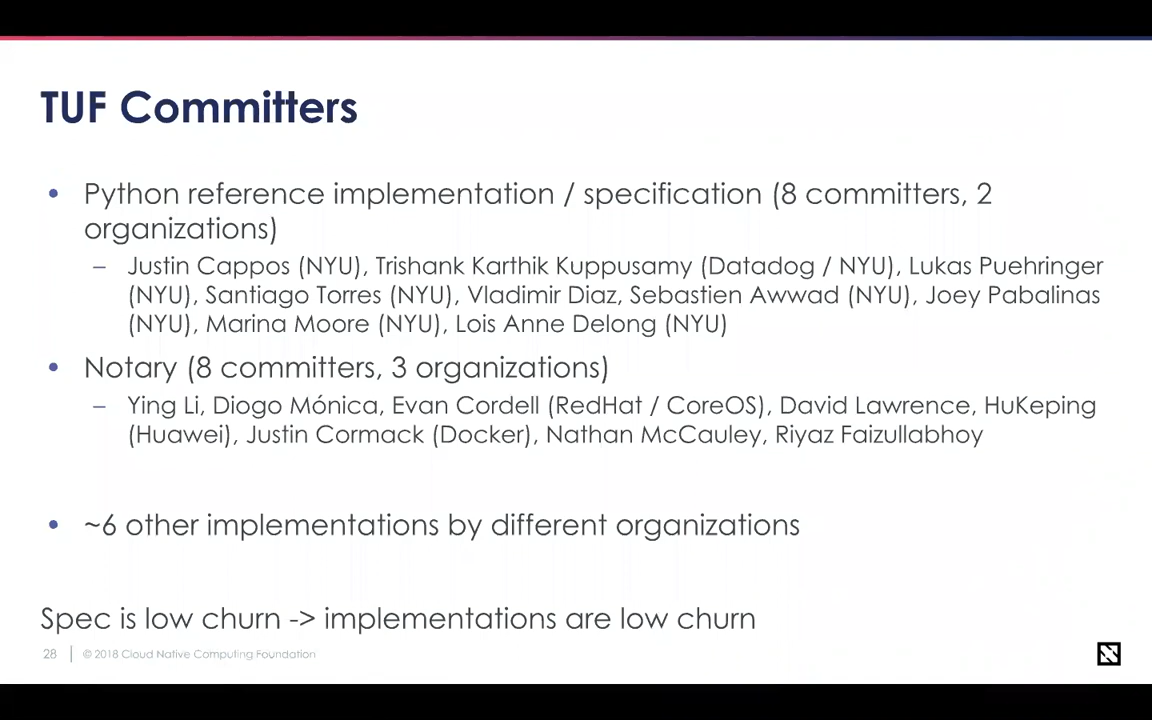 TUF Committers
• Python reference implementation / specification (8 committers, 2
organizations)
– Justin Cappos (NYU), Trishank Karthik Kuppusamy (Datadog / NYU), Lukas Puehringer
(NYU), Santiago Torres (NYU), Vladimir Diaz, Sebastien Awwad (NYU), Joey Pabalinas
(NYU), Marina Moore (NYU), Lois Anne Delong (NYU)
• Notary (8 committers, 3 organizations)
– Ying Li, Diogo Mónica, Evan Cordell (RedHat / CoreOS), David Lawrence, HuKeping
(Huawei), Justin Cormack (Docker), Nathan McCauley, Riyaz Faizullabhoy
• ~6 other implementations by different organizations
Spec is low churn -> implementations are low churn
28 | © 2018 Cloud Native Computing Foundation